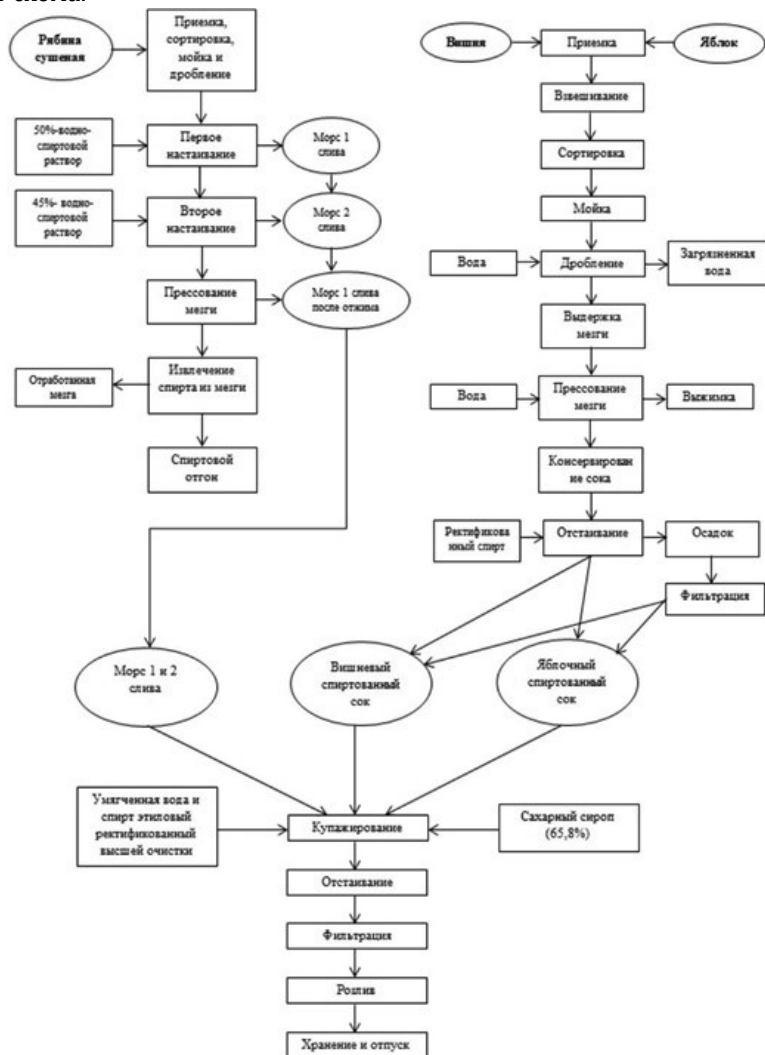 Рябина
сушеная
Приемка,
сортировка,
мойка и
дробление
50%-водно-
спиртовой
раствор
Первое
настаивание
Морс 1
слива
45%- водно-
спиртовой
раствор
Второе
настаивание
Морс 2
слива
Прессование
мезги
Морс 1 слива
после отжима
Отработанная
мезга
Извлечение
спирта из мезги
Спиртовой
отгон
Вишня
Приемка
Яблок
Взвешивание
Сортировка
Мойка
Вода
Дробление
Загрязненная
вода
Выдержка
мезги
Вода
Прессование
мезги
Выжимка
Консервирован
ие сока
Ректифико­ва
нный спирт
Отстаивание
Осадок
Фильтрация
Морс 1 и 2
слива
Вишневый
спиртованный
сок
Яблочный
спиртованный
сок
Умягченная вода и
спирт этиловый
ректификованный
высшей очистки
Купажирование
Сахарный сироп
(65,8%)
Отстаивание
Фильтрация
Розлив
Хранение и отпуск